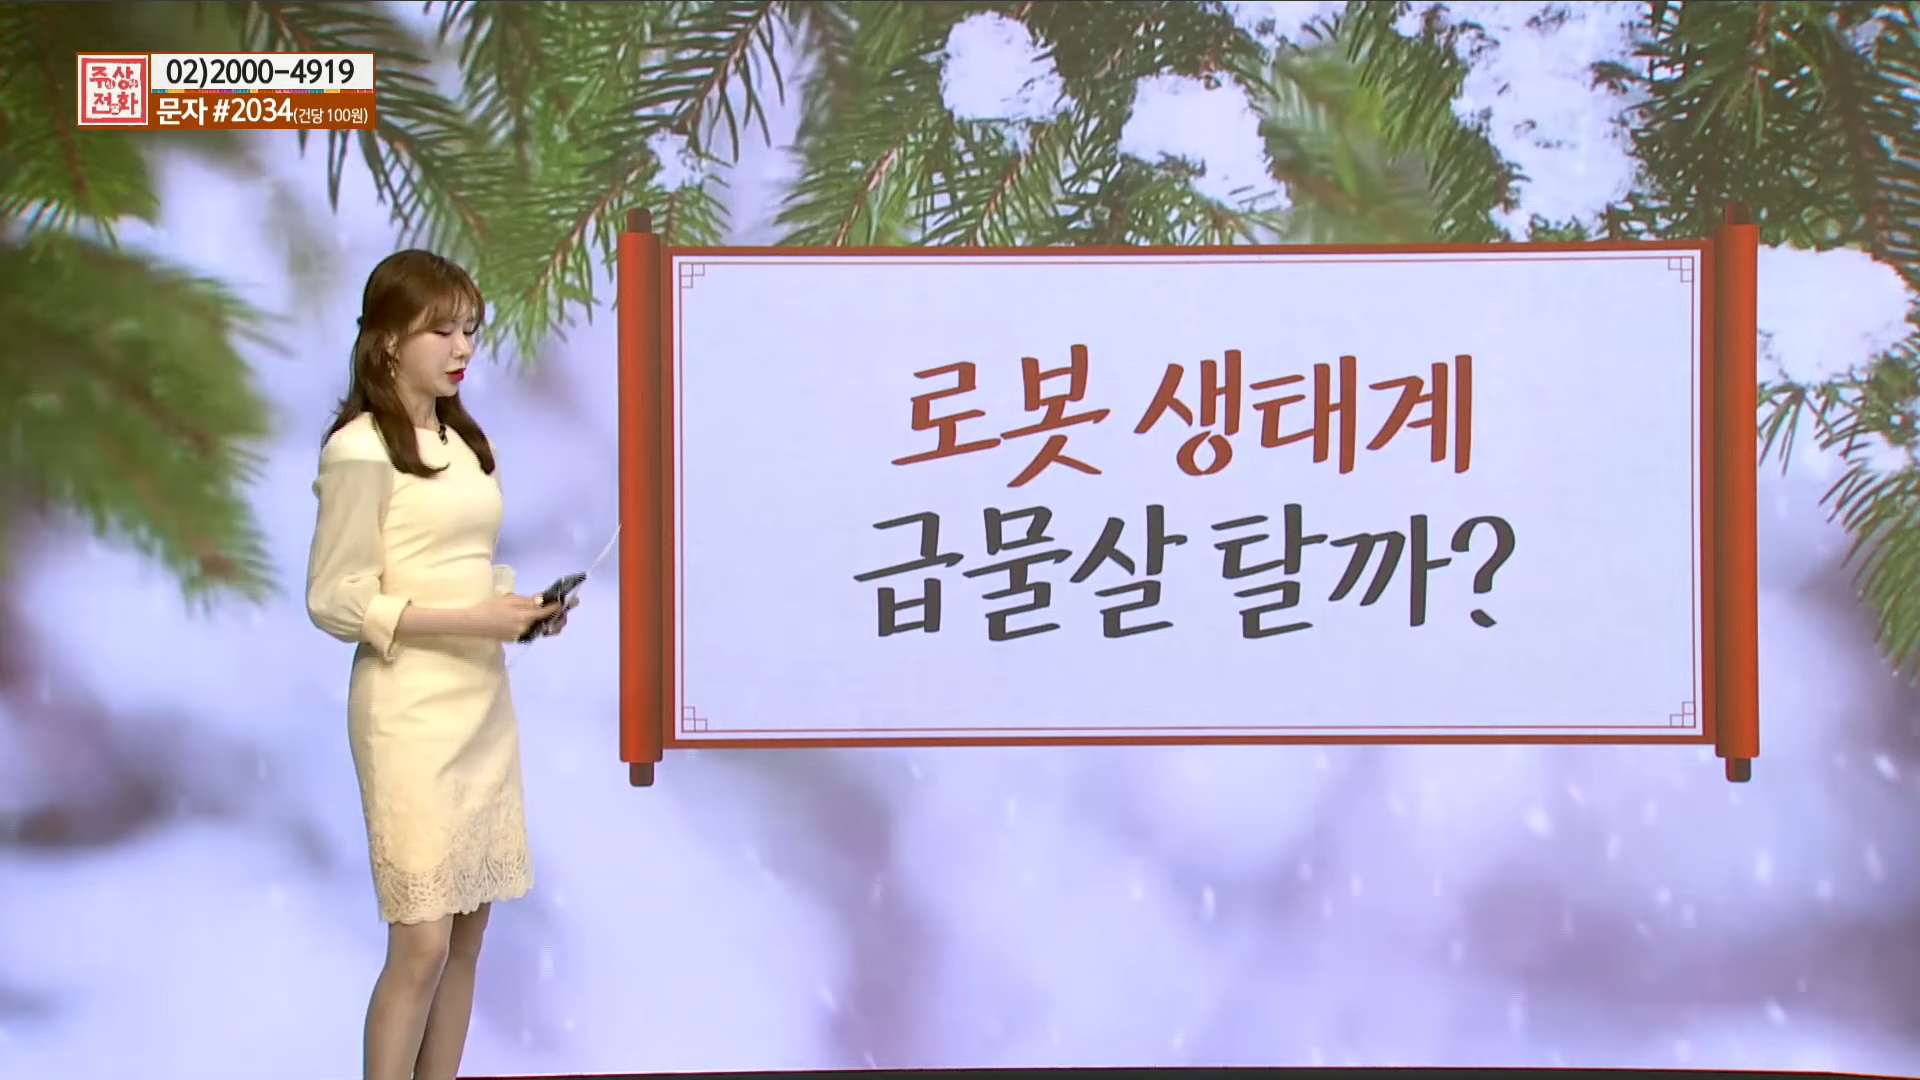 주상
전화
02)2000-4919
문자 #2034(건당 100원)
로봇 생태계
급물살 탈까?